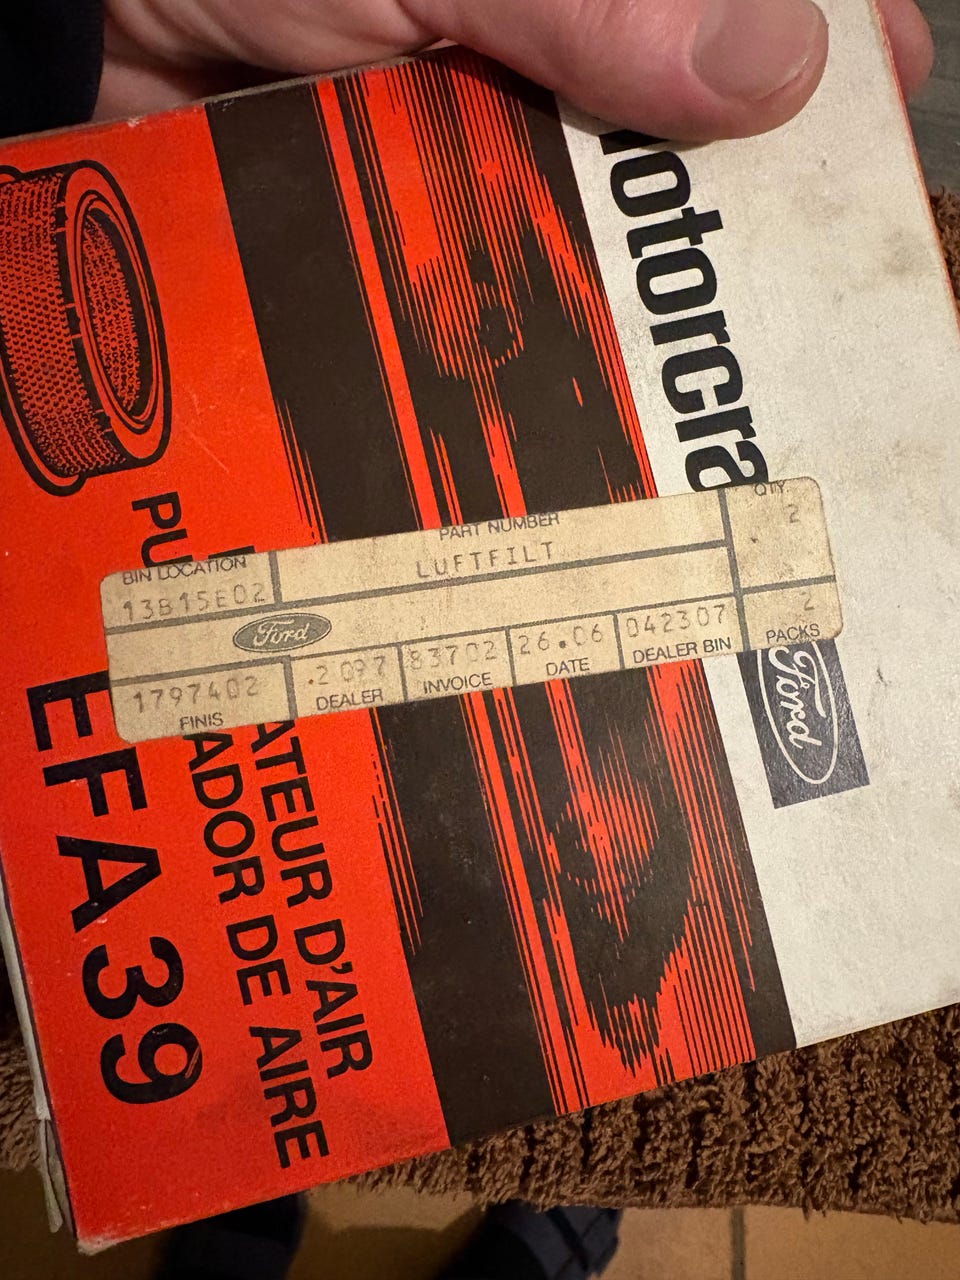 motorcra
BIN LOCATION
13B15E02
PART NUMBER
LUFTFILT
QTY.
2
Ford
2
PACKS
1797402
FINIS
2097
DEALER
83702
INVOICE
26.06
DATE
042307
DEALER BIN
Ford
ATEUR D'AIR
PU
ADOR DE AIRE
EFA39